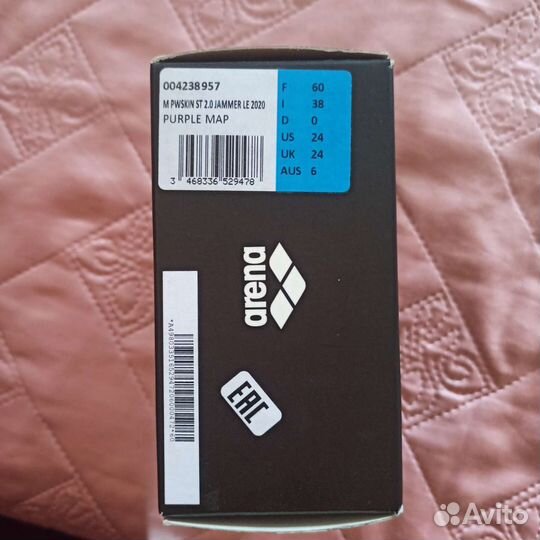 004238957
M PWSKIN ST 2.0 JAMMER LE 2020
PURPLE MAP
3 468336 529478
F 60
I 38
D 0
US 24
UK 24
AUS 6
arena
EAC
Avito